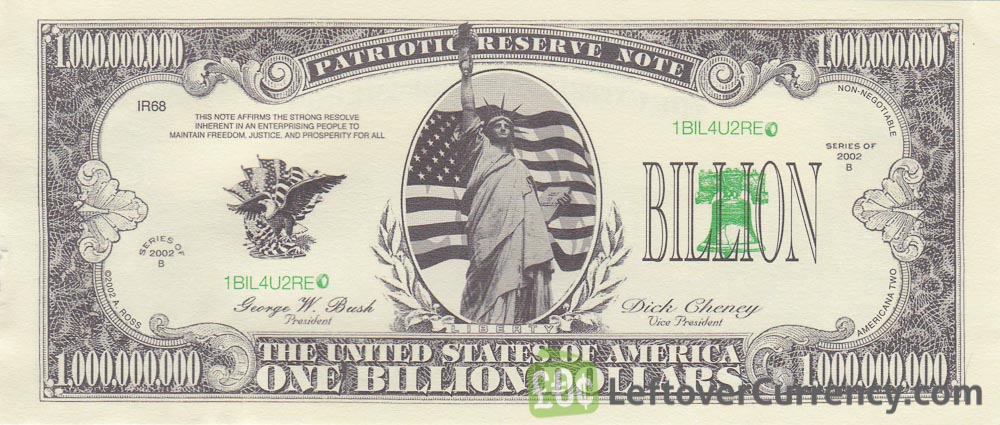 1,000,000,000
PATRIOTIC RESERVE NOTE
1,000,000,000
IR68
NON-NEGOTIABLE
THIS NOTE AFFIRMS THE STRONG RESOLVE
INHERENT IN AN ENTERPRISING PEOPLE TO
MAINTAIN FREEDOM, JUSTICE, AND PROSPERITY FOR ALL
1BIL4U2REO
SERIES OF
2002
B
BILLION
SERIES OF
2002
B
1BIL4U2REO
©2002 A. ROSS
George W. Bush
President
Dick Cheney
Vice President
AMERICANA TWO
LIBERTY
1,000,000,000
THE UNITED STATES OF AMERICA
ONE BILLION DOLLARS
1,000,000,000
£$¢
LeftoverCurrency.com